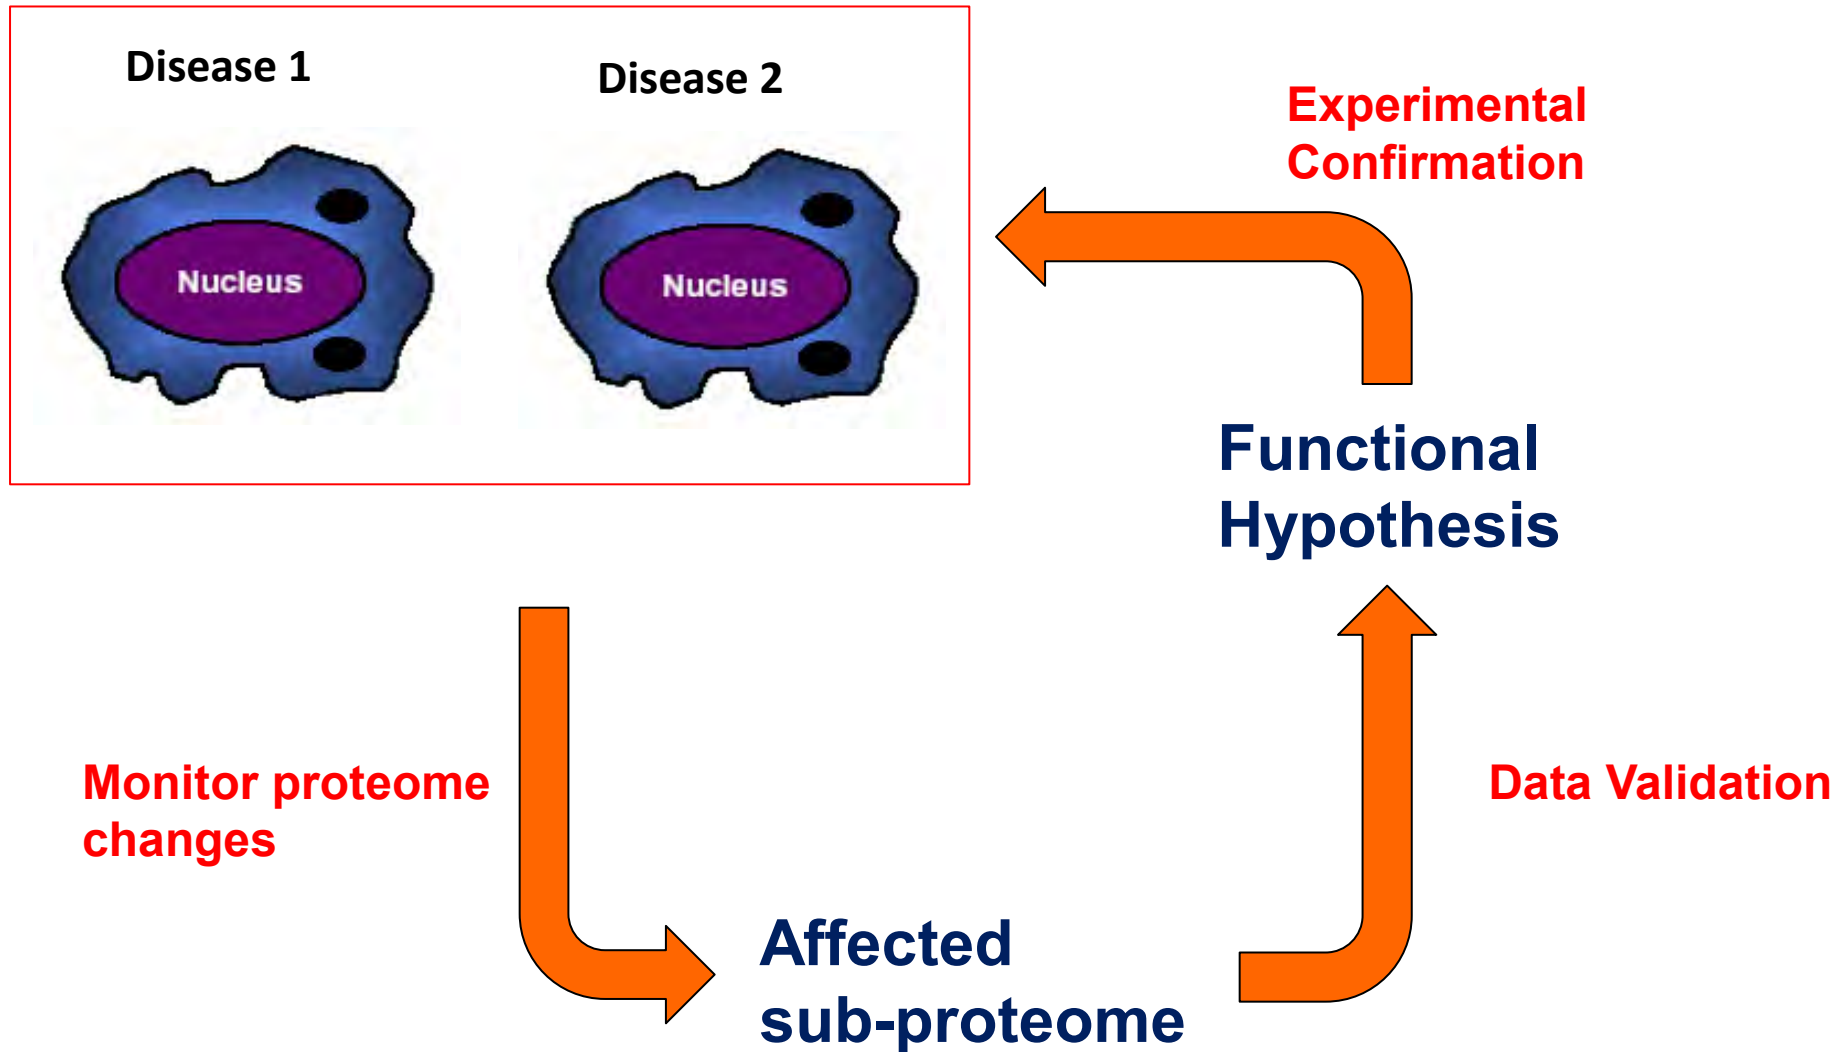 Disease 1
Disease 2
Nucleus
Nucleus
Experimental
Confirmation
Functional
Hypothesis
Monitor proteome
changes
Data Validation
Affected
sub-proteome